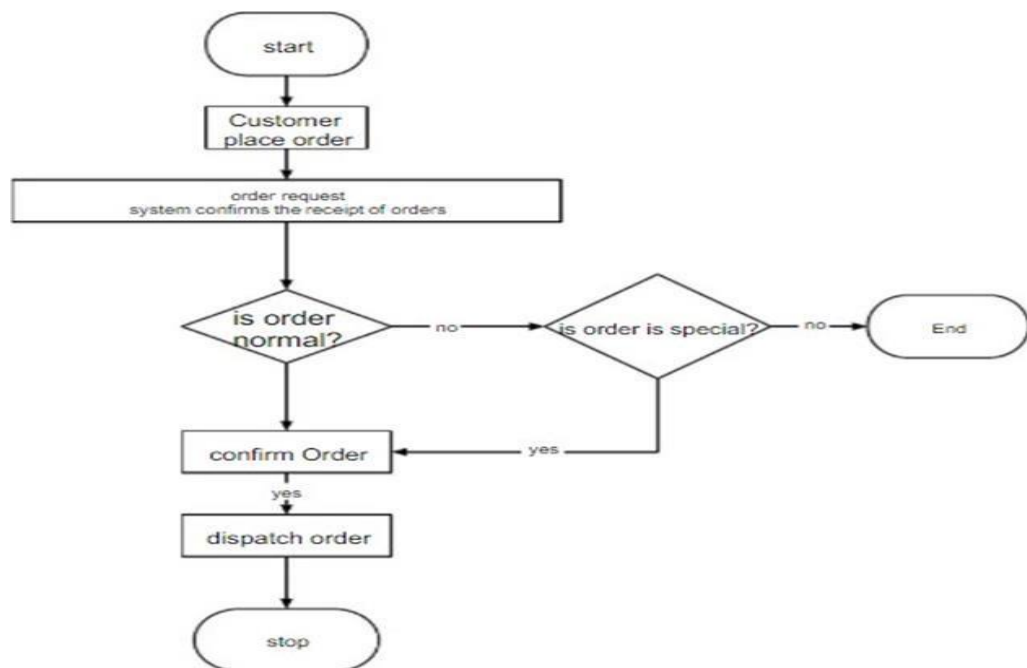 start
Customer
place order
order request
system confirms the receipt of orders
is order
normal?
no
is order is special?
no
End
confirm Order
yes
yes
dispatch order
stop